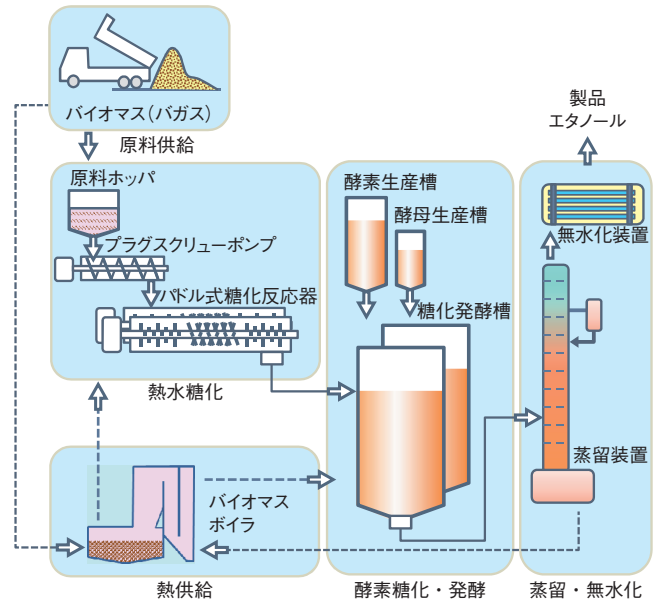 バイオマス(バガス)
原料供給
原料ホッパ
プラグスクリューポンプ
パドル式糖化反応器
熱水糖化
酵素生産槽
酵母生産槽
糖化発酵槽
製品
エタノール
無水化装置
蒸留装置
バイオマス
ボイラ
熱供給
酵素糖化・発酵
蒸留・無水化